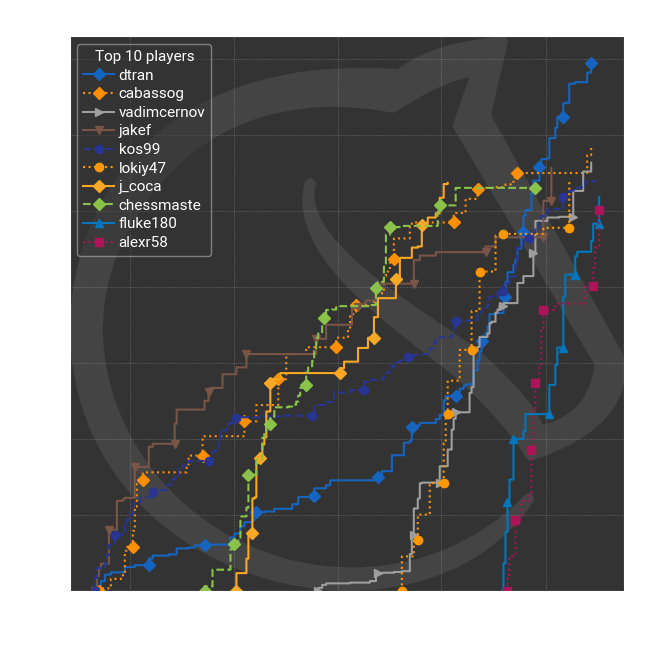 Top 10 players
dtran
cabassog
vadimcernov
jakef
kos99
lokiy47
j_coca
chessmaste
fluke180
alexr58